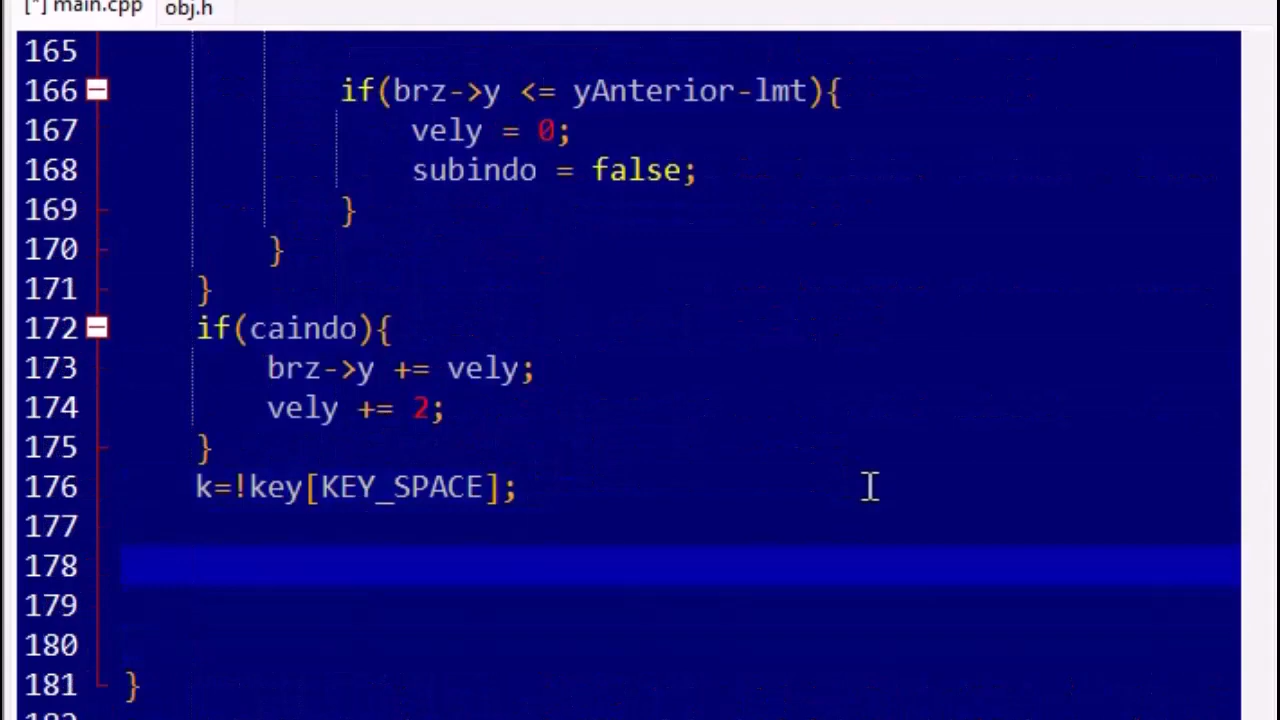 [*] main.cpp obj.h
165
166 if(brz->y <= yAnterior-lmt){
167 vely = 0;
168 subindo = false;
169 }
170 }
171 }
172 if(caindo){
173 brz->y += vely;
174 vely += 2;
175 }
176 k=!key[KEY_SPACE];
177
178
179
180
181 }
182